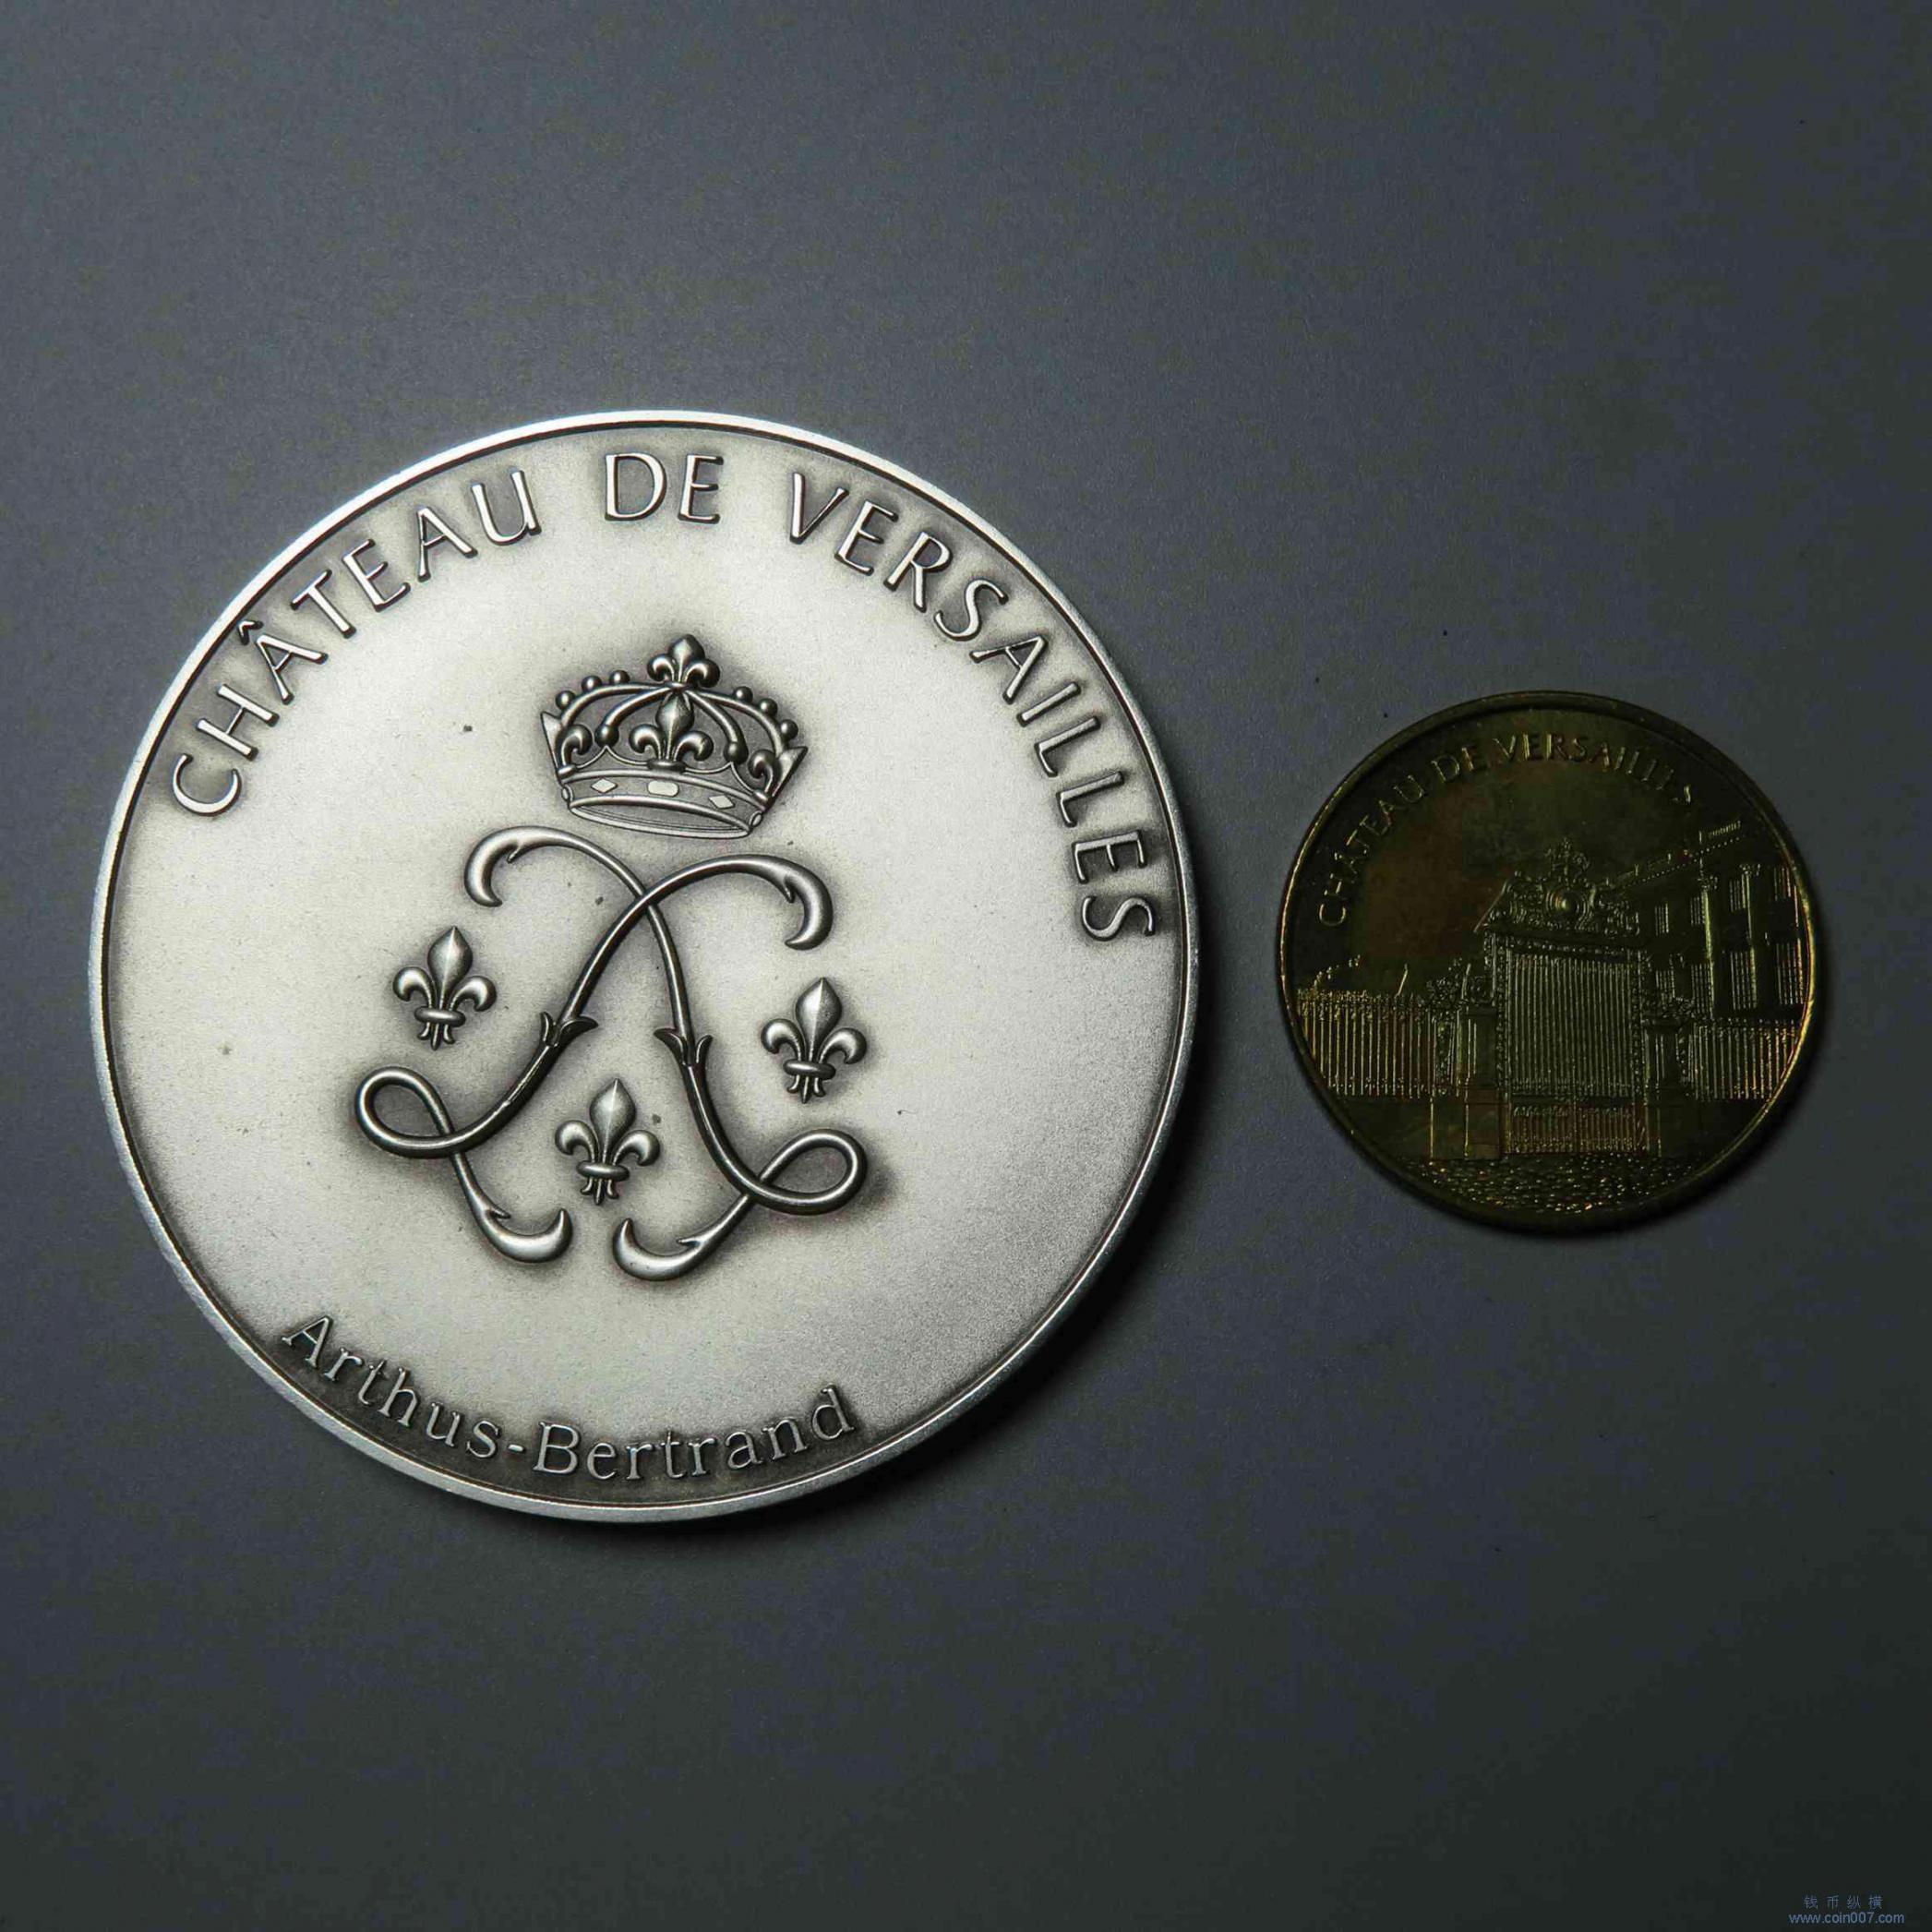 CHÂTEAU DE VERSAILLES
Arthus-Bertrand
CHÂTEAU DE VERSAILLES
钱币纵横
www.coin007.com